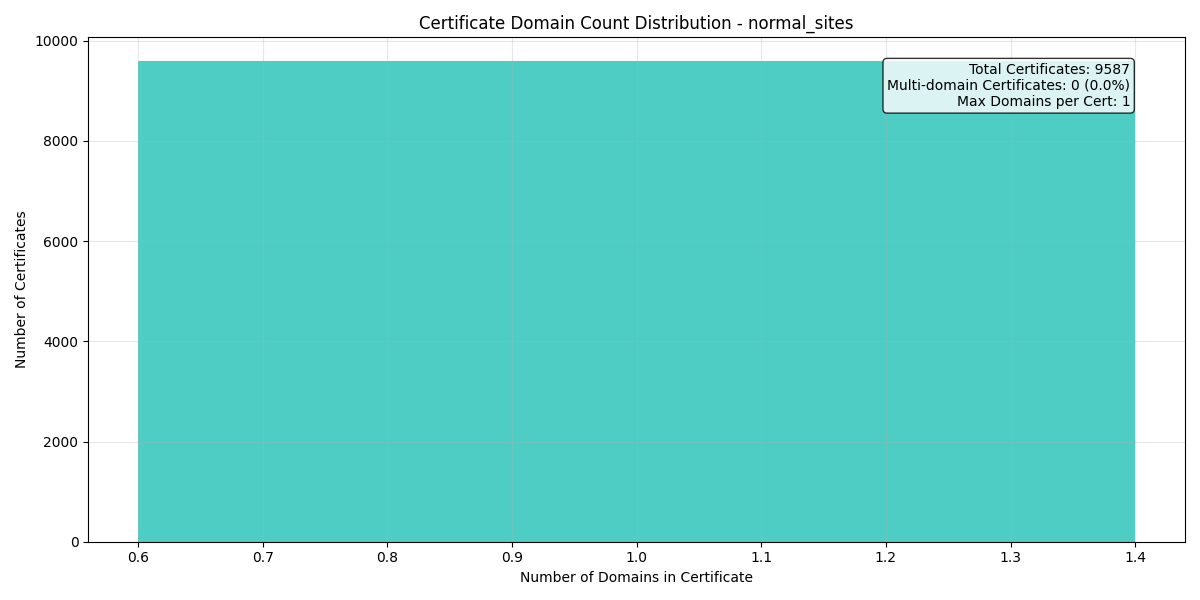 Certificate Domain Count Distribution - normal_sites
Total Certificates: 9587
Multi-domain Certificates: 0 (0.0%)
Max Domains per Cert: 1
Number of Certificates
10000
8000
6000
4000
2000
0
0.6 0.7 0.8 0.9 1.0 1.1 1.2 1.3 1.4
Number of Domains in Certificate